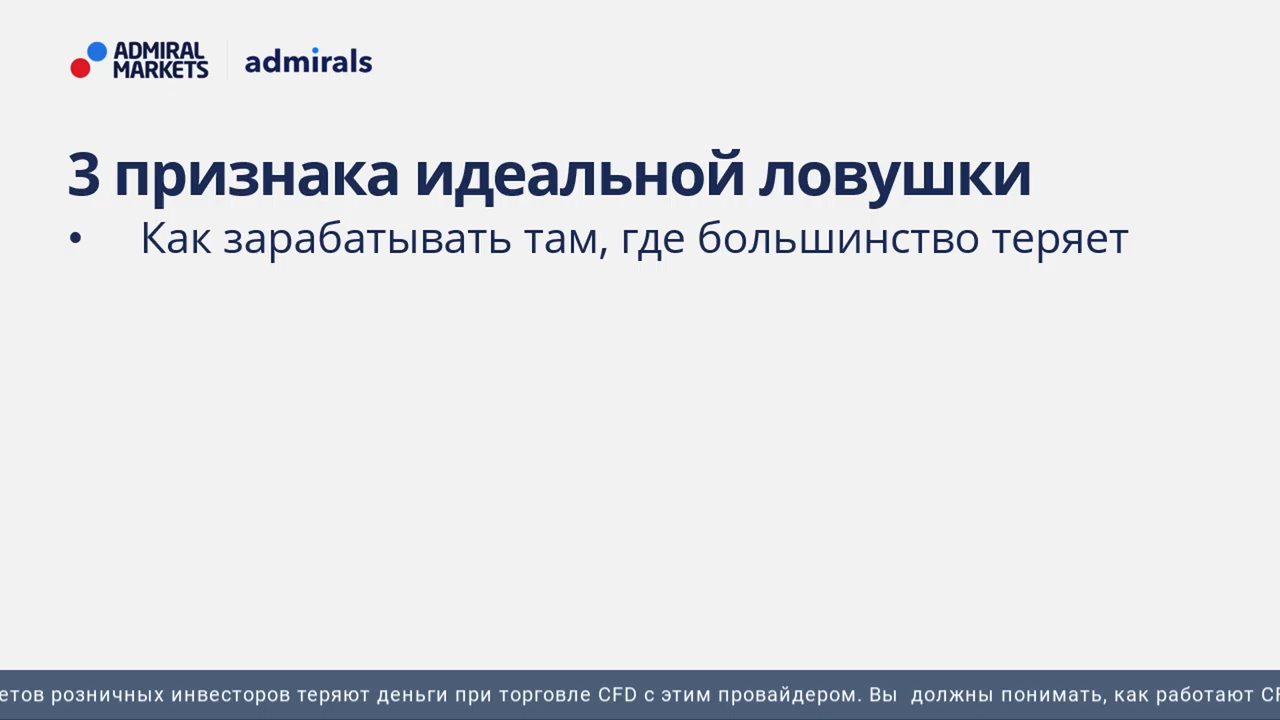 ADMIRAL
MARKETS
admirals
3 признака идеальной ловушки
• Как зарабатывать там, где большинство теряет
розничных инвесторов теряют деньги при торговле CFD с этим провайдером. Вы должны понимать, как работают